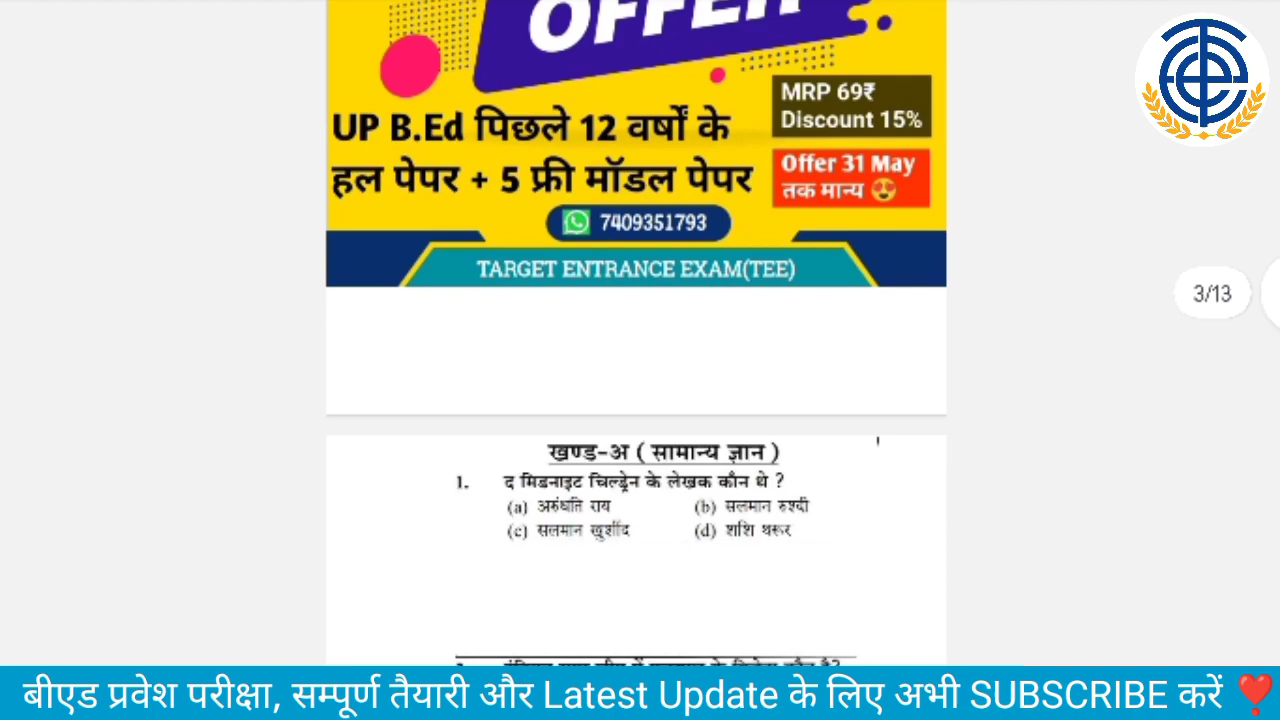 OFFER
UP B.Ed पिछले 12 वर्षों के
हल पेपर + 5 फ्री मॉडल पेपर
MRP 69₹
Discount 15%
Offer 31 May
तक मान्य 😍
7409351793
TARGET ENTRANCE EXAM(TEE)
3/13
खण्ड-अ ( सामान्य ज्ञान )
1. द मिडनाइट चिल्ड्रेन के लेखक कौन थे ?
(a) अरुंधति राय (b) सलमान रुश्दी
(c) सलमान खुर्शीद (d) शशि थरूर
बीएड प्रवेश परीक्षा, सम्पूर्ण तैयारी और Latest Update के लिए अभी SUBSCRIBE करें ❣️